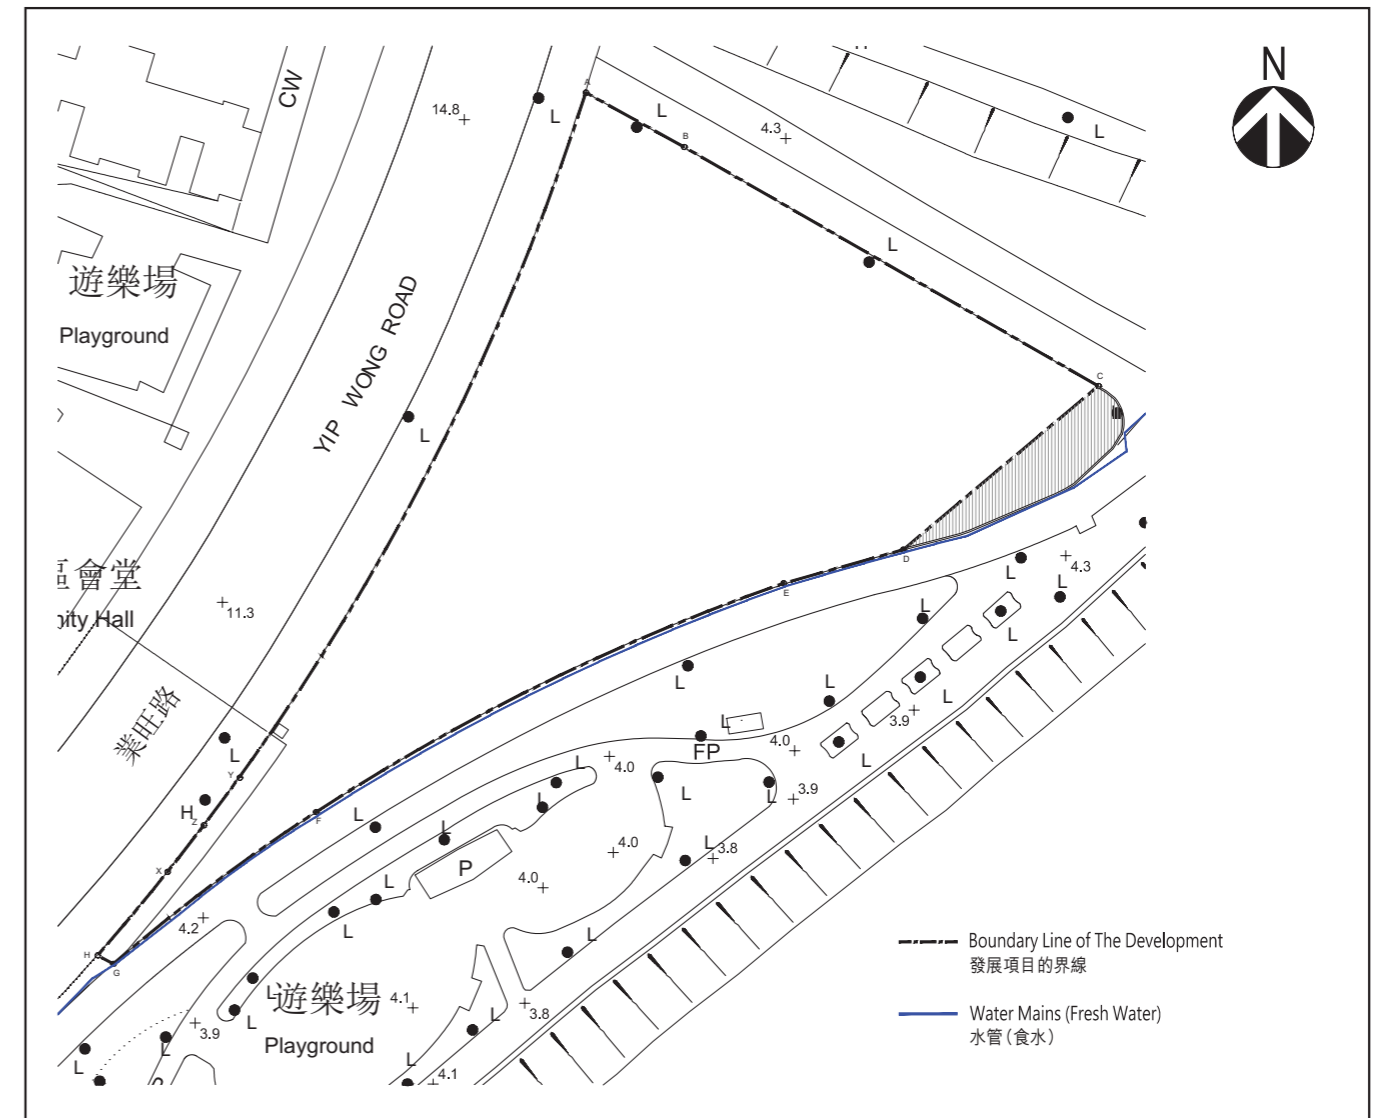 N
A
L
L
B
CW
14.8
4.3
L
L
遊樂場
Playground
YIP WONG ROAD
L
C
D
E
4.3
L
L
L
L
區會堂
nity Hall
11.3
業旺路
L
L
L
L
3.9
FP
4.0
L
Y
H
Z
4.0
L
L
L
L
3.9
F
L
L
X
P
L
4.0
L
3.8
4.0
L
4.2
H
G
L
L
遊樂場
Playground
L
L
4.1
L
3.8
3.9
L
L
L
4.1
Boundary Line of The Development
發展項目的界線
Water Mains (Fresh Water)
水管(食水)